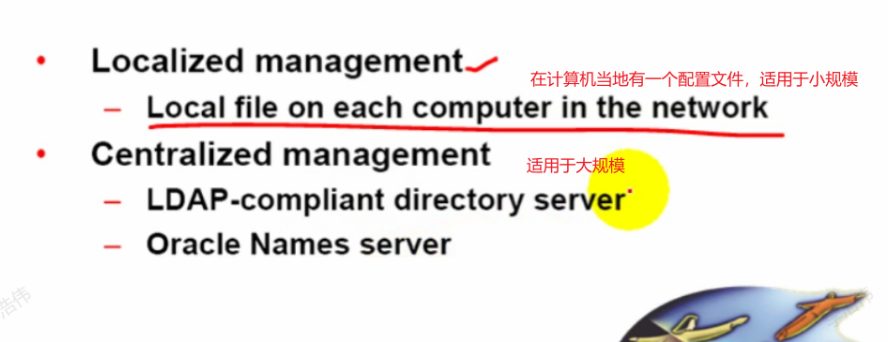 • Localized management
在计算机当地有一个配置文件，适用于小规模
– Local file on each computer in the network
• Centralized management
适用于大规模
– LDAP-compliant directory server
– Oracle Names server
浩伟